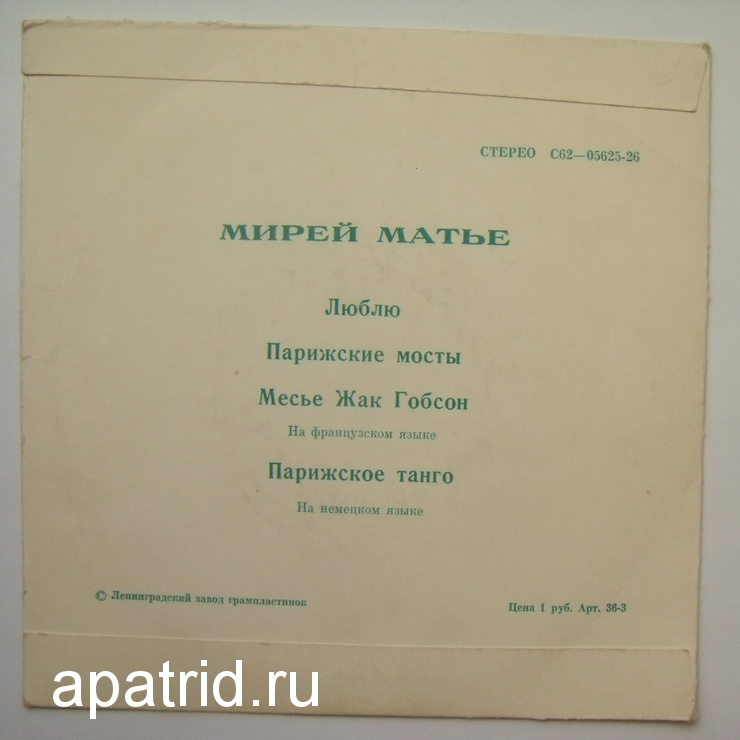 СТЕРЕО С62—05625-26
МИРЕЙ МАТЬЕ
Люблю
Парижские мосты
Месье Жак Гобсон
На французском языке
Парижское танго
На немецком языке
© Ленинградский завод грампластинок
Цена 1 руб. Арт. 36-3
apatrid.ru